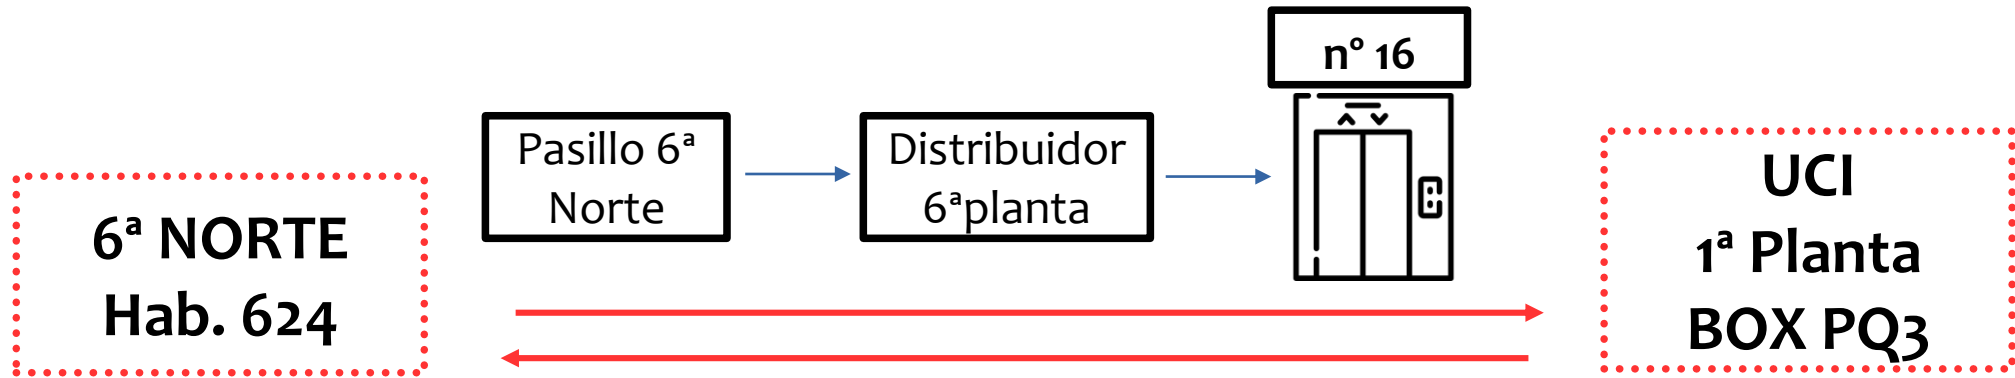 6ª NORTE
Hab. 624
Pasillo 6ª
Norte
Distribuidor
6ªplanta
nº 16
UCI
1ª Planta
BOX PQ3